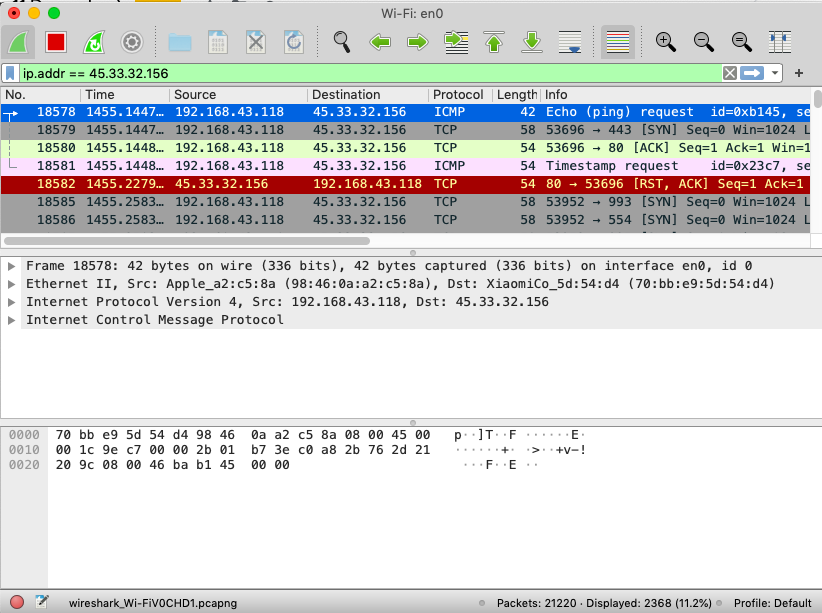 Wi-Fi: en0
ip.addr == 45.33.32.156
No. Time Source Destination Protocol Length Info
18578 1455.1447… 192.168.43.118 45.33.32.156 ICMP 42 Echo (ping) request id=0xb145, se
18579 1455.1447… 192.168.43.118 45.33.32.156 TCP 58 53696 → 443 [SYN] Seq=0 Win=1024 L
18580 1455.1448… 192.168.43.118 45.33.32.156 TCP 54 53696 → 80 [ACK] Seq=1 Ack=1 Win=1
18581 1455.1448… 192.168.43.118 45.33.32.156 ICMP 54 Timestamp request id=0x23c7, se
18582 1455.2279… 45.33.32.156 192.168.43.118 TCP 54 80 → 53696 [RST, ACK] Seq=1 Ack=1
18585 1455.2583… 192.168.43.118 45.33.32.156 TCP 58 53952 → 993 [SYN] Seq=0 Win=1024 L
18586 1455.2583… 192.168.43.118 45.33.32.156 TCP 58 53952 → 554 [SYN] Seq=0 Win=1024 L
Frame 18578: 42 bytes on wire (336 bits), 42 bytes captured (336 bits) on interface en0, id 0
Ethernet II, Src: Apple_a2:c5:8a (98:46:0a:a2:c5:8a), Dst: XiaomiCo_5d:54:d4 (70:bb:e9:5d:54:d4)
Internet Protocol Version 4, Src: 192.168.43.118, Dst: 45.33.32.156
Internet Control Message Protocol
0000 70 bb e9 5d 54 d4 98 46 0a a2 c5 8a 08 00 45 00 p··]T··F ······E·
0010 00 1c 9e c7 00 00 2b 01 b7 3e c0 a8 2b 76 2d 21 ······+· ·>··+v-!
0020 20 9c 08 00 46 ba b1 45 00 00 ···F··E ··
wireshark_Wi-FiV0CHD1.pcapng Packets: 21220 · Displayed: 2368 (11.2%) Profile: Default